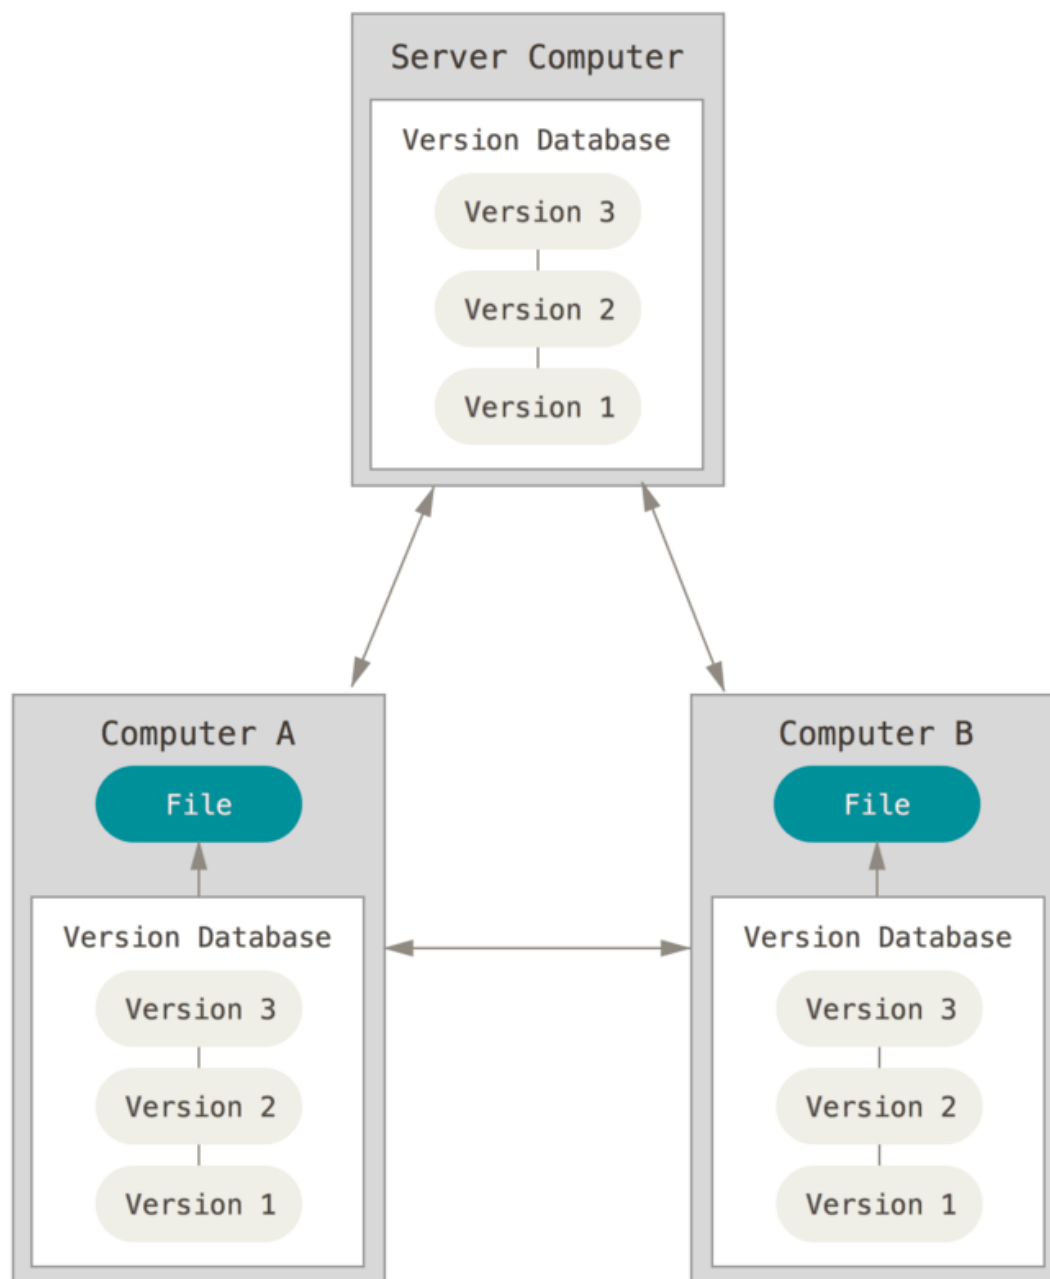 Server Computer
Version Database
Version 3
Version 2
Version 1
Computer A
File
Version Database
Version 3
Version 2
Version 1
Computer B
File
Version Database
Version 3
Version 2
Version 1